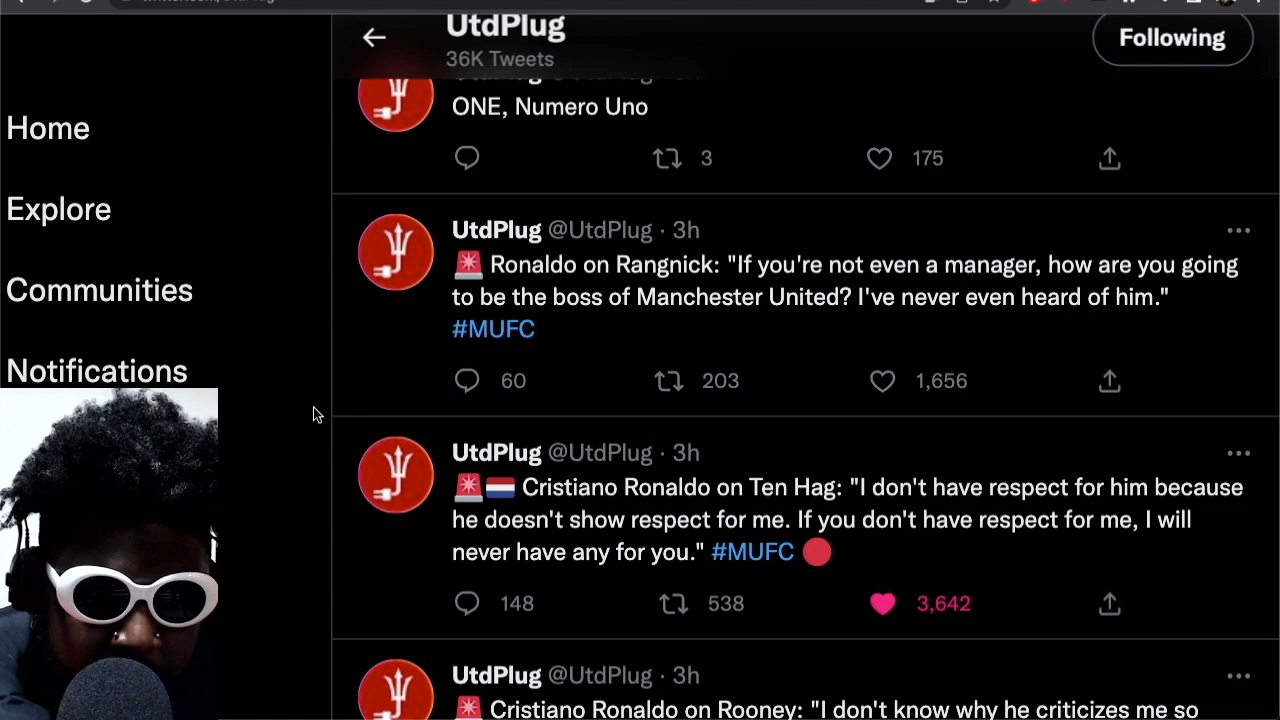 UtdPlug
36K Tweets
Following
Home
Explore
Communities
Notifications
ONE, Numero Uno
3
175
UtdPlug @UtdPlug · 3h
🚨 Ronaldo on Rangnick: "If you're not even a manager, how are you going
to be the boss of Manchester United? I've never even heard of him."
#MUFC
60
203
1,656
UtdPlug @UtdPlug · 3h
🚨🇳🇱 Cristiano Ronaldo on Ten Hag: "I don't have respect for him because
he doesn't show respect for me. If you don't have respect for me, I will
never have any for you." #MUFC 🔴
148
538
3,642
UtdPlug @UtdPlug · 3h
🚨 Cristiano Ronaldo on Rooney: "I don't know why he criticizes me so